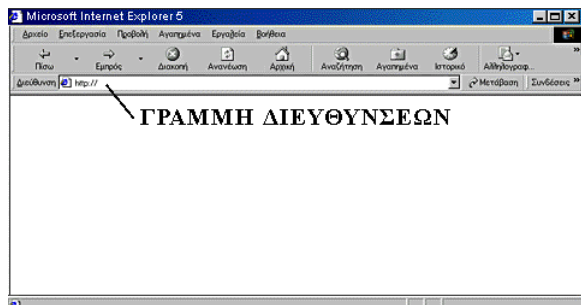 Microsoft Internet Explorer 5
Αρχείο Επεξεργασία Προβολή Αγαπημένα Εργαλεία Βοήθεια
Πίσω Εμπρός Διακοπή Ανανέωση Αρχική Αναζήτηση Αγαπημένα Ιστορικό Αλληλογραφ... »
Διεύθυνση http:// Μετάβαση Συνδέσεις »
ΓΡΑΜΜΗ ΔΙΕΥΘΥΝΣΕΩΝ